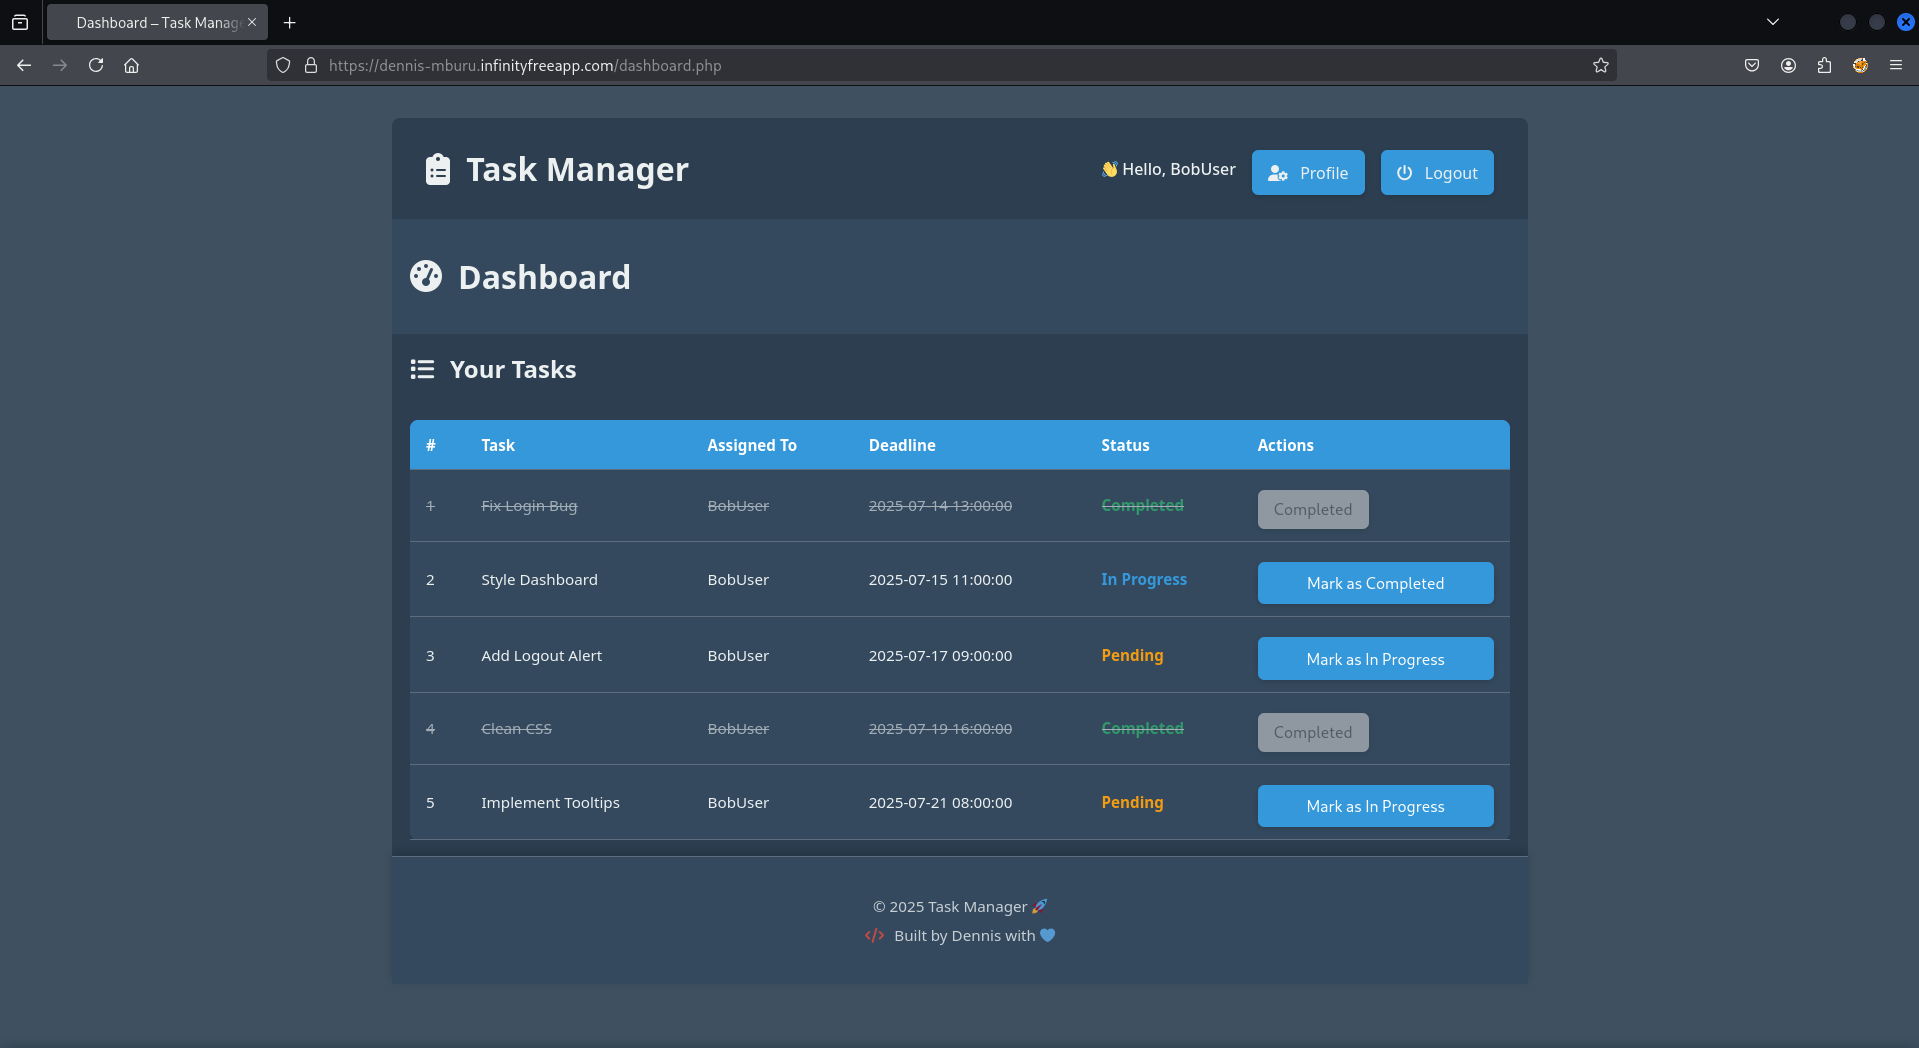 Dashboard – Task Manag
https://dennis-mburu.infinityfreeapp.com/dashboard.php
Task Manager
👋 Hello, BobUser
Profile
Logout
Dashboard
Your Tasks
# Task Assigned To Deadline Status Actions
1 Fix Login Bug BobUser 2025-07-14 13:00:00 Completed Completed
2 Style Dashboard BobUser 2025-07-15 11:00:00 In Progress Mark as Completed
3 Add Logout Alert BobUser 2025-07-17 09:00:00 Pending Mark as In Progress
4 Clean CSS BobUser 2025-07-19 16:00:00 Completed Completed
5 Implement Tooltips BobUser 2025-07-21 08:00:00 Pending Mark as In Progress
© 2025 Task Manager 🚀
</> Built by Dennis with 💙